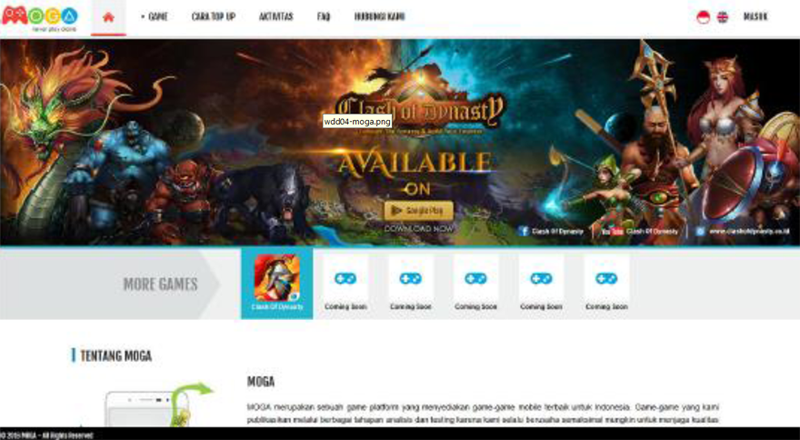 MOGA
never play alone
GAME
CARA TOP UP
AKTIVITAS
FAQ
HUBUNGI KAMI
MASUK
Clash of Dynasty
wdd04-moga.png
AVAILABLE
ON
Google Play
DOWNLOAD NOW
Clash Of Dynasty
You Tube Clash Of Dynasty
www.clashofdynasty.co.id
MORE GAMES
Clash Of Dynasty
Coming Soon
Coming Soon
Coming Soon
Coming Soon
Coming Soon
TENTANG MOGA
MOGA
MOGA merupakan sebuah game platform yang menyediakan game-game mobile terbaik untuk Indonesia. Game-game yang kami
publikasikan melalui berbagai tahapan analisis dan testing karena kami selalu berusaha semaksimal mungkin untuk menjaga kualitas
MOGA - All Rights Reserved